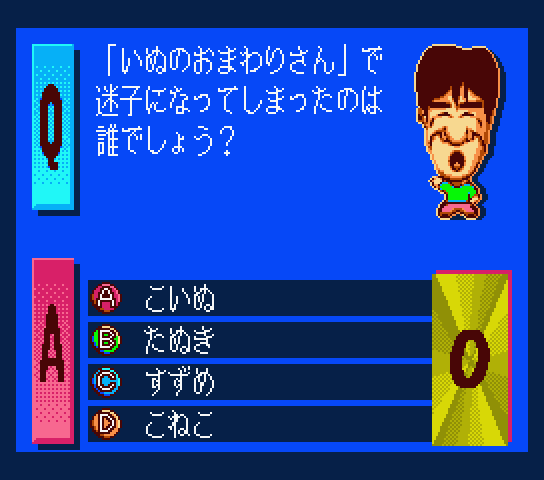 Q
「いぬのおまわりさん」で
迷子になってしまったのは
誰でしょう？
A
A こいぬ
B たぬき
C すずめ
D こねこ
0